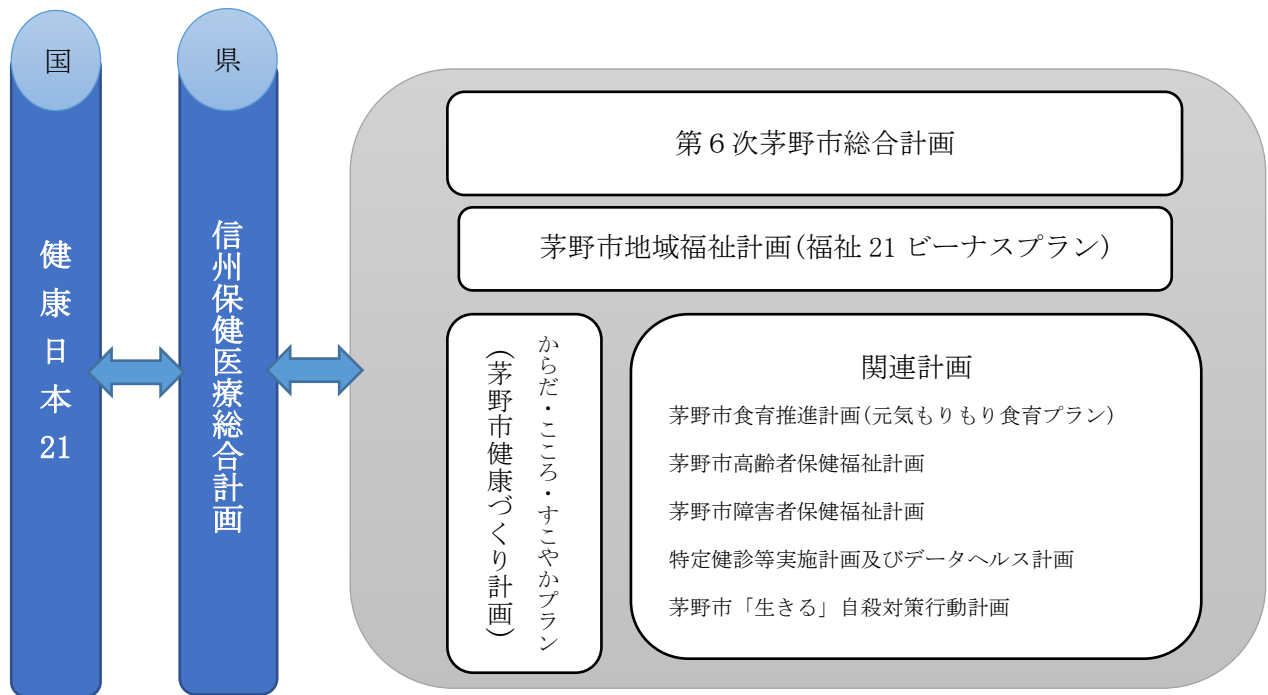 国
健康日本21
県
信州保健医療総合計画
第6次茅野市総合計画
茅野市地域福祉計画(福祉21ビーナスプラン)
からだ・こころ・すこやかプラン
(茅野市健康づくり計画)
関連計画
茅野市食育推進計画(元気もりもり食育プラン)
茅野市高齢者保健福祉計画
茅野市障害者保健福祉計画
特定健診等実施計画及びデータヘルス計画
茅野市「生きる」自殺対策行動計画